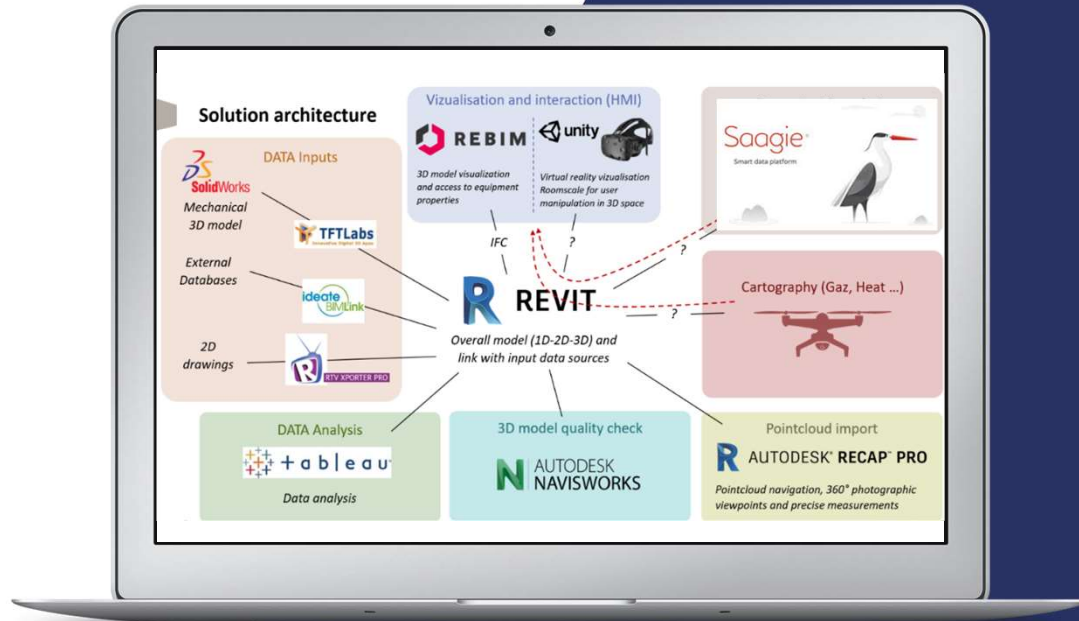 Solution architecture
DATA Inputs
SolidWorks
Mechanical
3D model
TFTLabs
External
Databases
ideate
BIMLink
2D
drawings
RTV XPORTER PRO
Vizualisation and interaction (HMI)
REBIM
3D model visualization
and access to equipment
properties
unity
Virtual reality vizualisation
Roomscale for user
manipulation in 3D space
IFC
?
Saagie
Smart data platform
?
Cartography (Gaz, Heat ...)
?
R REVIT
Overall model (1D-2D-3D) and
link with input data sources
DATA Analysis
+ableau
Data analysis
3D model quality check
N AUTODESK
NAVISWORKS
Pointcloud import
R AUTODESK® RECAP™ PRO
Pointcloud navigation, 360° photographic
viewpoints and precise measurements